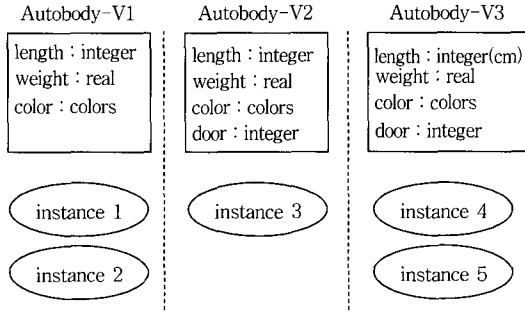 Autobody-V1
length : integer
weight : real
color : colors
instance 1
instance 2
Autobody-V2
length : integer
weight : real
color : colors
door : integer
instance 3
Autobody-V3
length : integer(cm)
weight : real
color : colors
door : integer
instance 4
instance 5